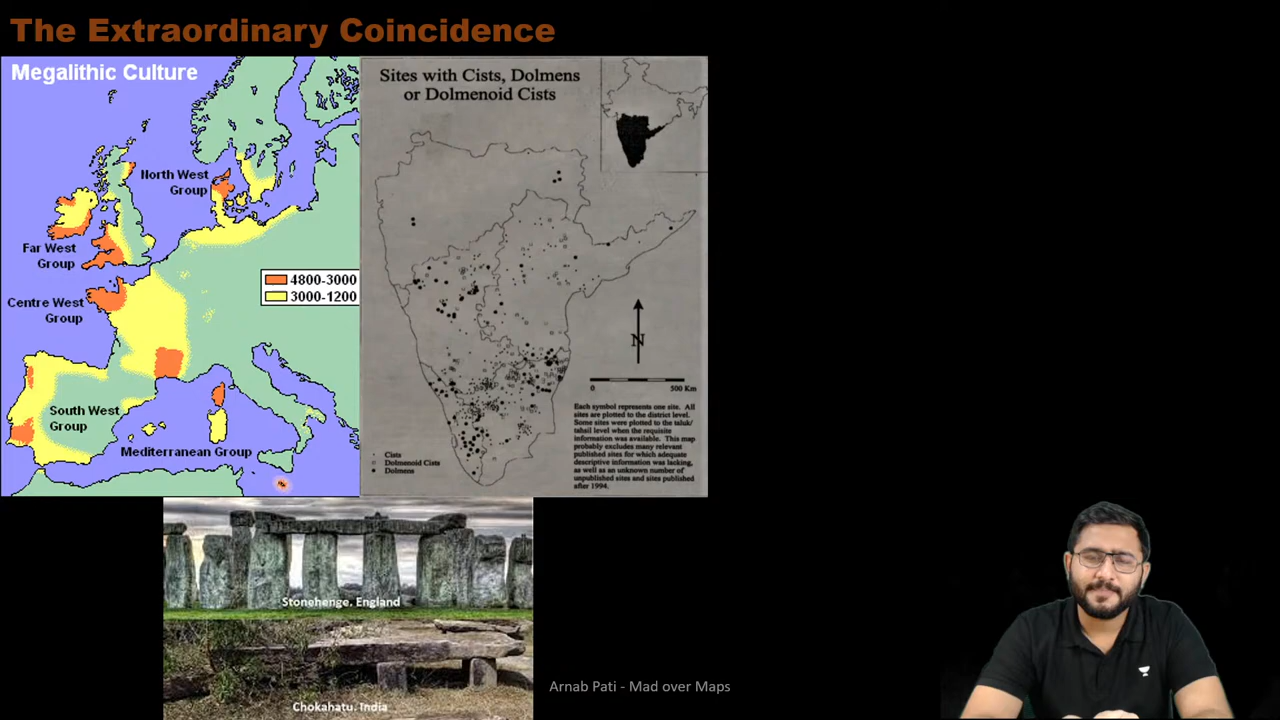 The Extraordinary Coincidence
Megalithic Culture
North West
Group
Far West
Group
Centre West
Group
4800-3000
3000-1200
South West
Group
Mediterranean Group
Sites with Cists, Dolmens
or Dolmenoid Cists
N
0 500 Km
Each symbol represents one site. All
sites are plotted to the district level.
Some sites were plotted to the taluk/
tahsil level when the requisite
information was available. This map
probably excludes many relevant
published sites for which adequate
descriptive information was lacking,
as well as an unknown number of
unpublished sites and sites published
after 1994.
Cists
Dolmenoid Cists
Dolmens
Stonehenge. England
Chokahatu. India
Arnab Pati - Mad over Maps